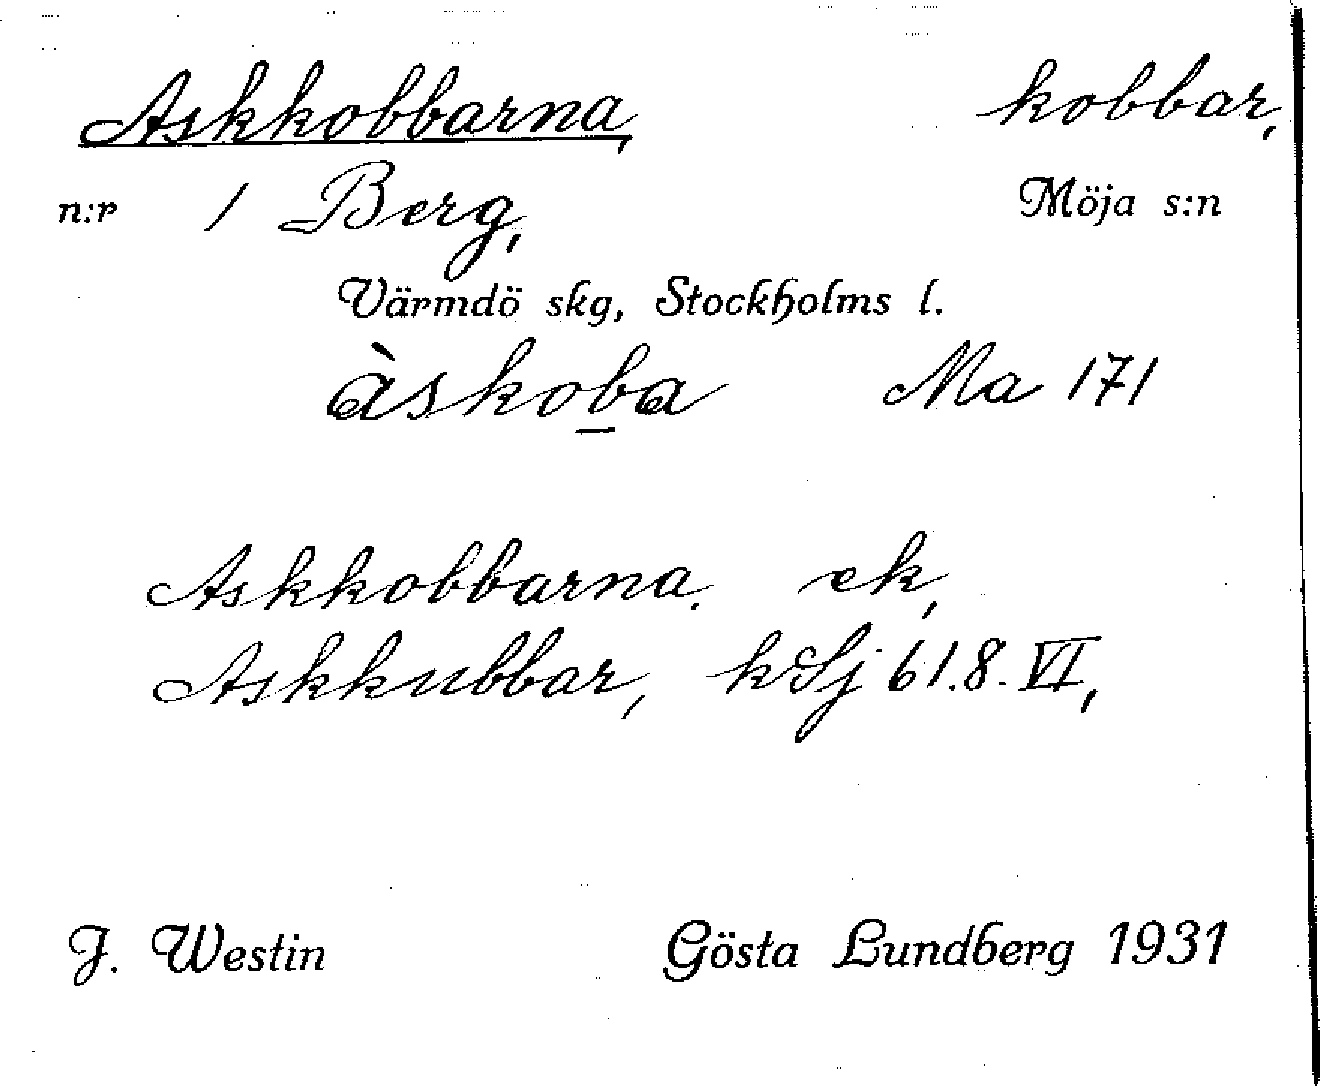 Askkobbarna, kobbar,
n:r 1 Berg, Möja s:n
Värmdö skg, Stockholms l.
àskoba Ma 171
Askkobbarna. ek,
Askkubbar, kSj 61.8.VI,
J. Westin Gösta Lundberg 1931